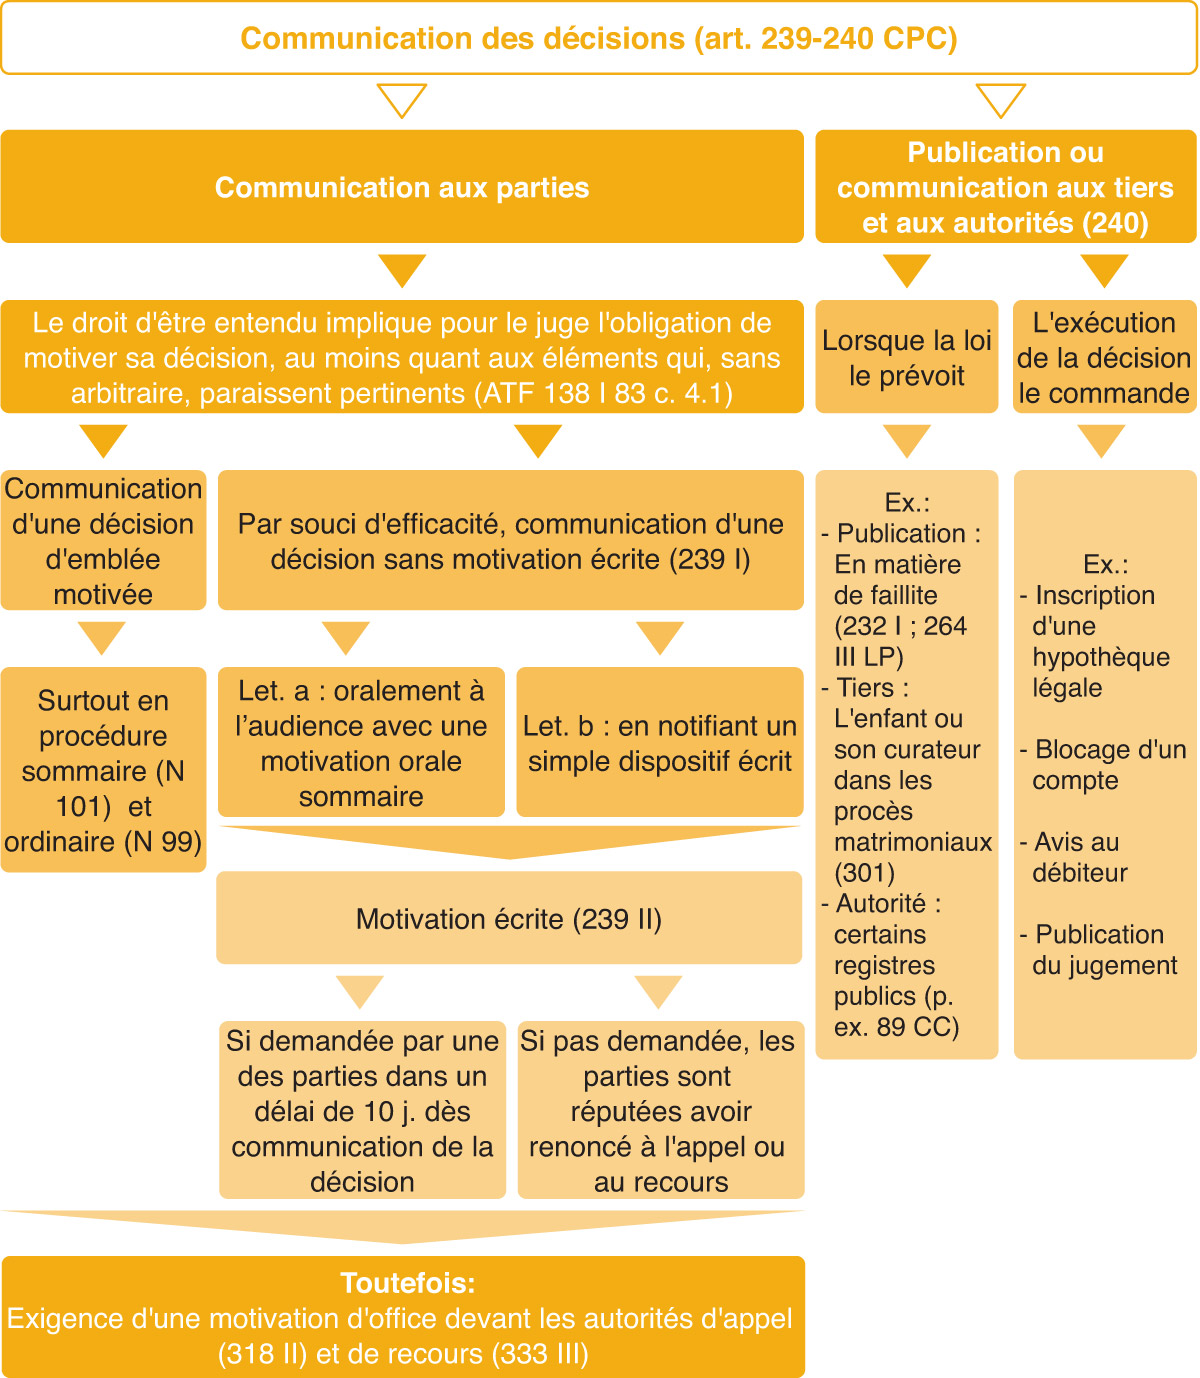 Communication des décisions (art. 239-240 CPC)
Communication aux parties
Publication ou
communication aux tiers
et aux autorités (240)
Le droit d'être entendu implique pour le juge l'obligation de
motiver sa décision, au moins quant aux éléments qui, sans
arbitraire, paraissent pertinents (ATF 138 I 83 c. 4.1)
Lorsque la loi
le prévoit
L'exécution
de la décision
le commande
Communication
d'une décision
d'emblée
motivée
Par souci d'efficacité, communication d'une
décision sans motivation écrite (239 I)
Surtout en
procédure
sommaire (N
101)  et
ordinaire (N 99)
Let. a : oralement à
l’audience avec une
motivation orale
sommaire
Let. b : en notifiant un
simple dispositif écrit
Motivation écrite (239 II)
Si demandée par une
des parties dans un
délai de 10 j. dès
communication de la
décision
Si pas demandée, les
parties sont
réputées avoir
renoncé à l'appel ou
au recours
Ex.:
- Publication :
En matière
de faillite
(232 I ; 264
III LP)
- Tiers :
L'enfant ou
son curateur
dans les
procès
matrimoniaux
(301)
- Autorité :
certains
registres
publics (p.
ex. 89 CC)
Ex.:
- Inscription
d'une
hypothèque
légale
- Blocage d'un
compte
- Avis au
débiteur
- Publication
du jugement
Toutefois:
Exigence d'une motivation d'office devant les autorités d'appel
(318 II) et de recours (333 III)